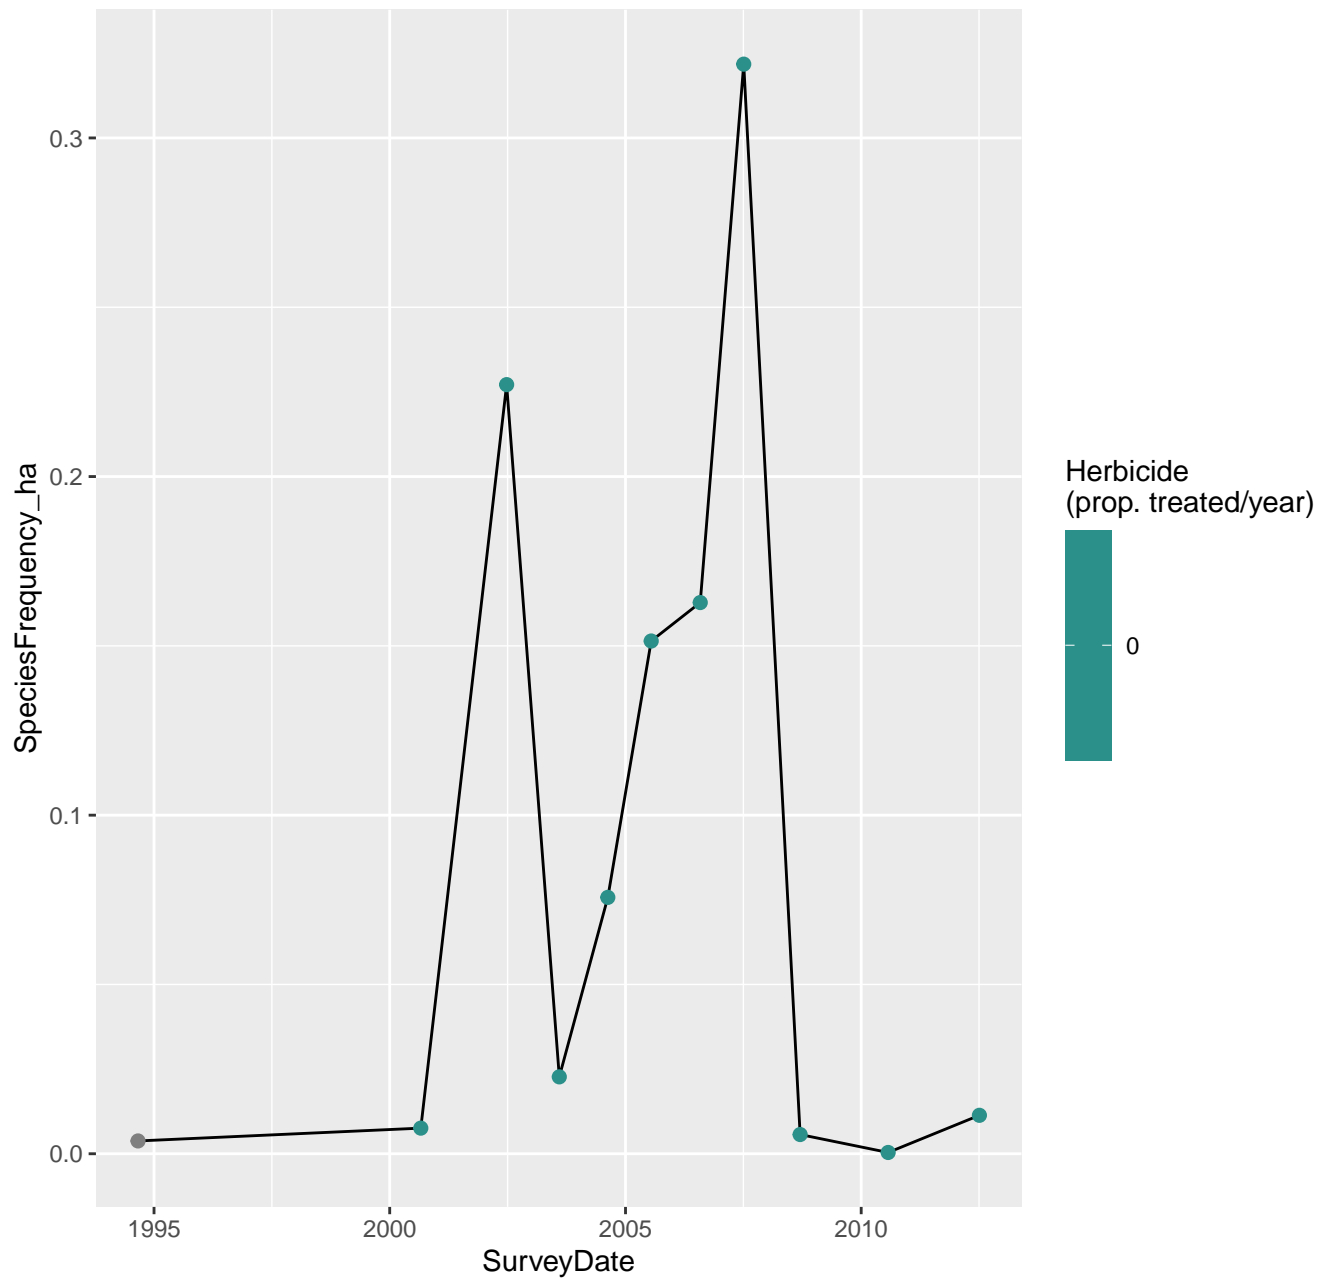 0.3
0.2
0.1
0.0
SpeciesFrequency_ha
1995
2000
2005
2010
SurveyDate
Herbicide
(prop. treated/year)
0